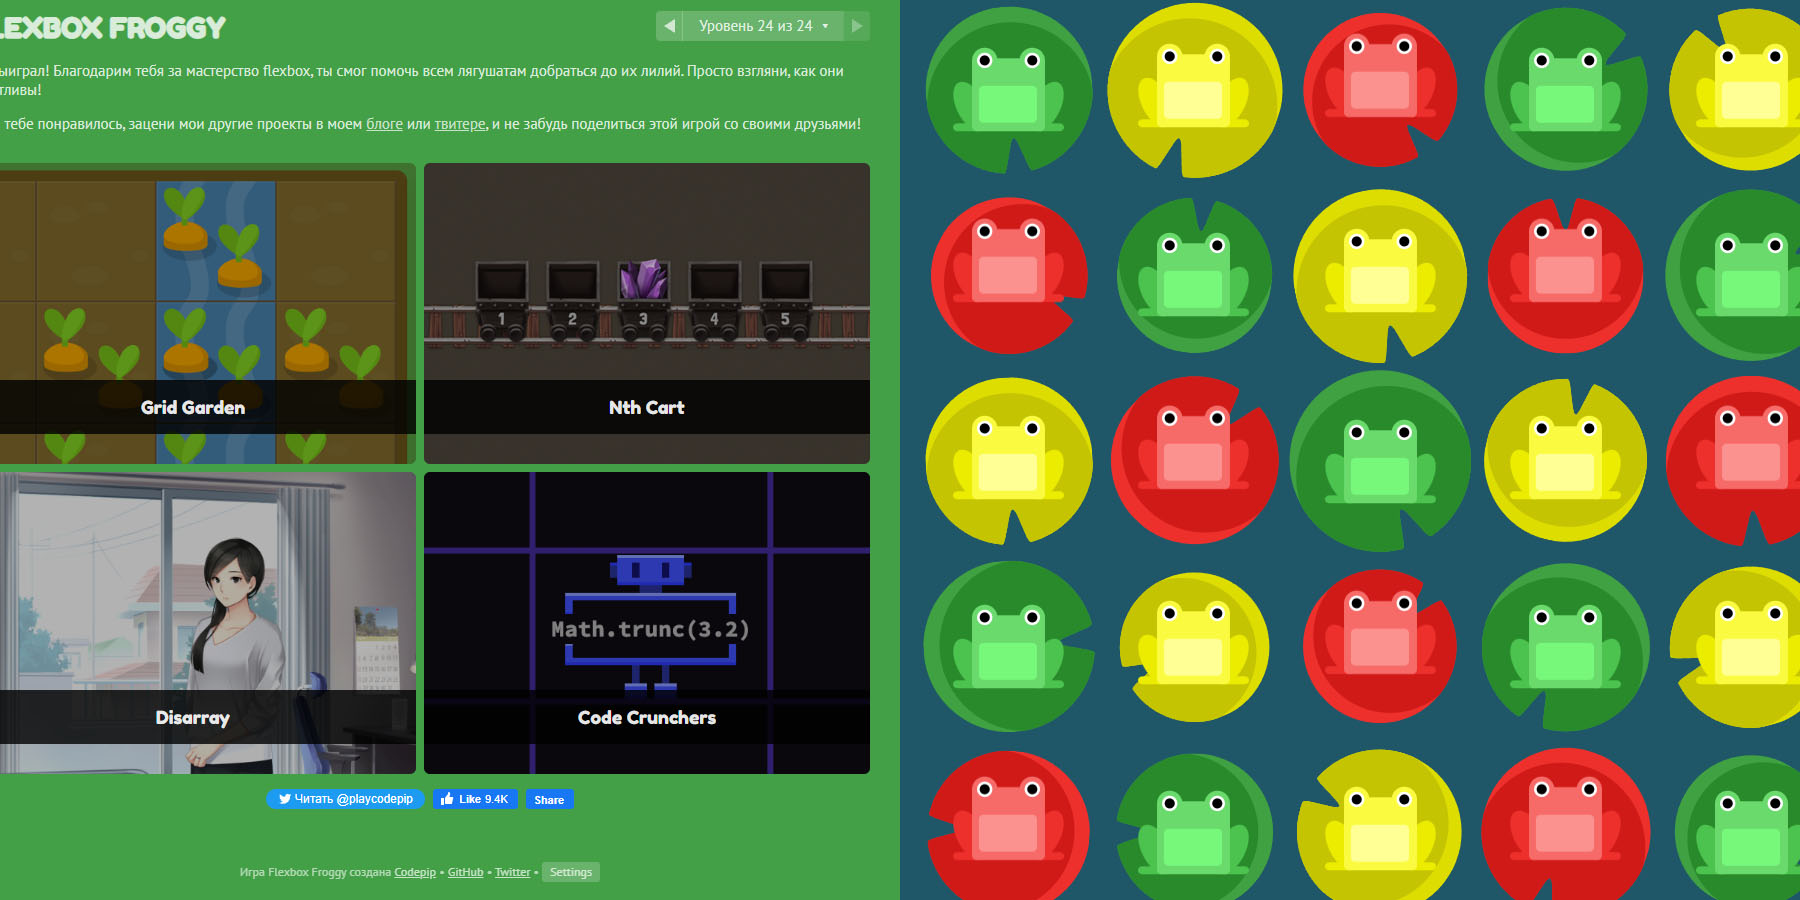 LEXBOX FROGGY
Уровень 24 из 24
ыиграл! Благодарим тебя за мастерство flexbox, ты смог помочь всем лягушатам добраться до их лилий. Просто взгляни, как они
тливы!
тебе понравилось, зацени мои другие проекты в моем блоге или твитере, и не забудь поделиться этой игрой со своими друзьями!
1 2 3 4 5
Grid Garden
Nth Cart
Math.trunc(3.2)
Disarray
Code Crunchers
Читать @playcodepip
Like 9.4K
Share
Игра Flexbox Froggy создана Codepip • GitHub • Twitter • Settings